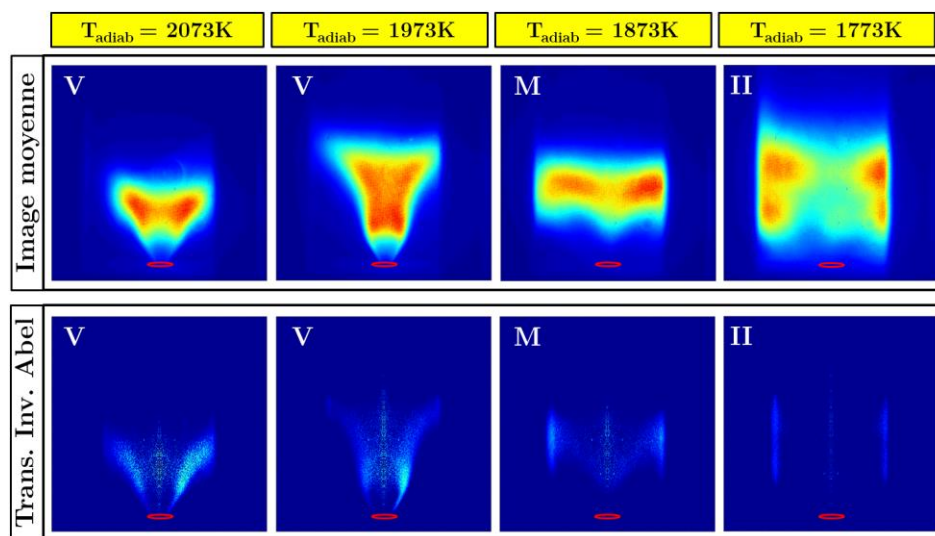 T_adiab = 2073K
T_adiab = 1973K
T_adiab = 1873K
T_adiab = 1773K
Image moyenne
V
V
M
II
Trans. Inv. Abel
V
V
M
II